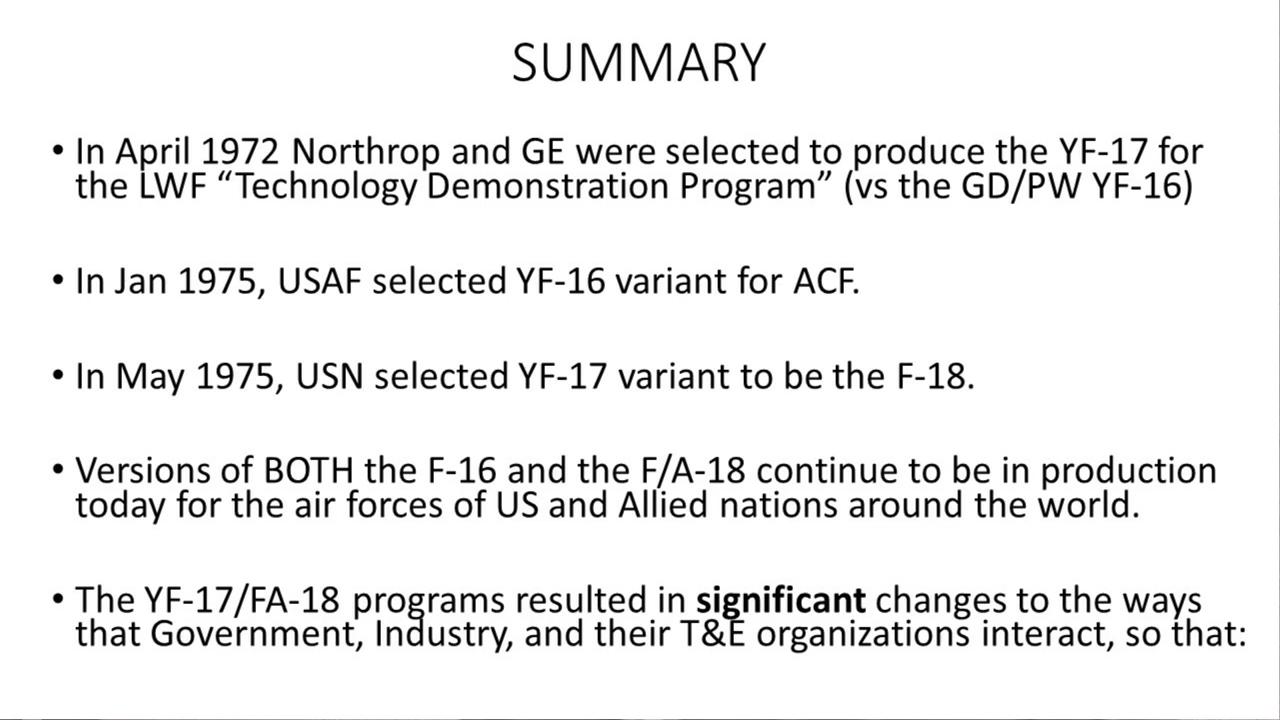 SUMMARY
• In April 1972 Northrop and GE were selected to produce the YF-17 for
the LWF “Technology Demonstration Program” (vs the GD/PW YF-16)
• In Jan 1975, USAF selected YF-16 variant for ACF.
• In May 1975, USN selected YF-17 variant to be the F-18.
• Versions of BOTH the F-16 and the F/A-18 continue to be in production
today for the air forces of US and Allied nations around the world.
• The YF-17/FA-18 programs resulted in significant changes to the ways
that Government, Industry, and their T&E organizations interact, so that: